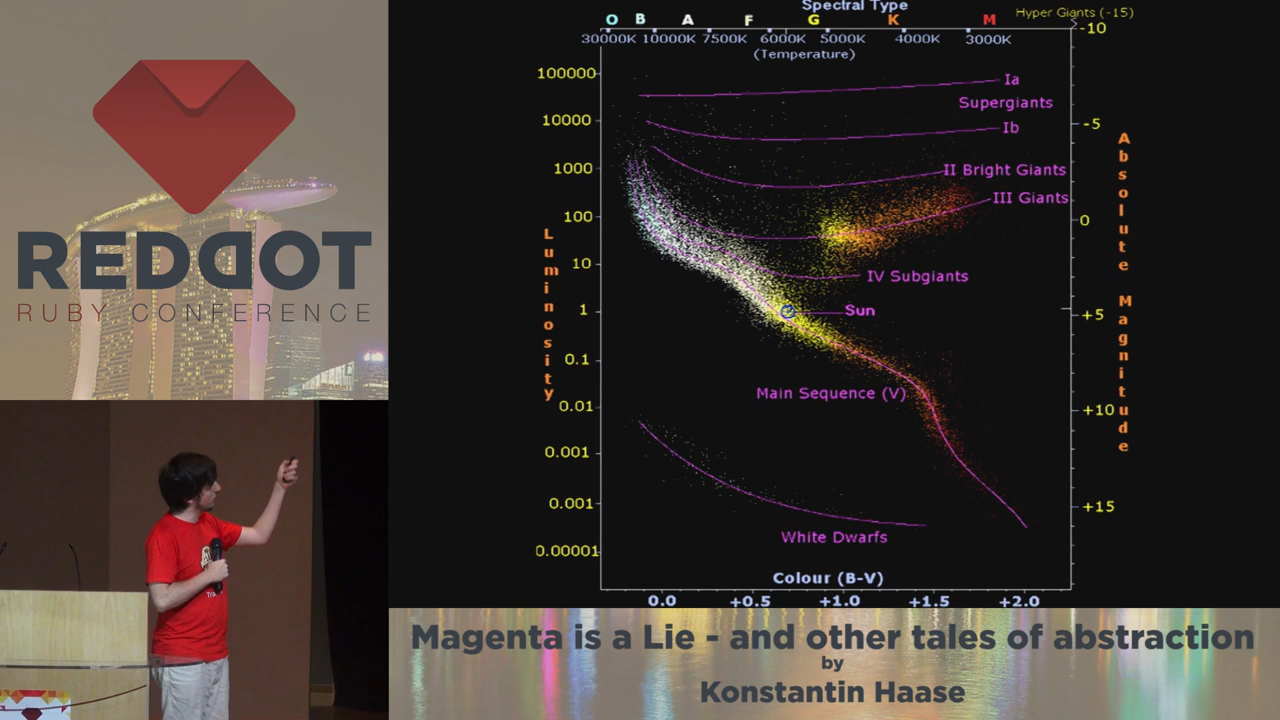 REDDOT
RUBY CONFERENCE
Spectral Type
Hyper Giants (-15)
O B A F G K M
30000K 10000K 7500K 6000K 5000K 4000K 3000K
(Temperature)
-10
100000
Ia
Supergiants
10000
Ib
-5
1000
II Bright Giants
III Giants
100
0
10
IV Subgiants
1
Sun
+5
0.1
Main Sequence (V)
0.01
+10
0.001
0.001
+15
White Dwarfs
0.00001
Luminosity
Absolute Magnitude
Colour (B-V)
0.0 +0.5 +1.0 +1.5 +2.0
Magenta is a Lie - and other tales of abstraction
by
Konstantin Haase